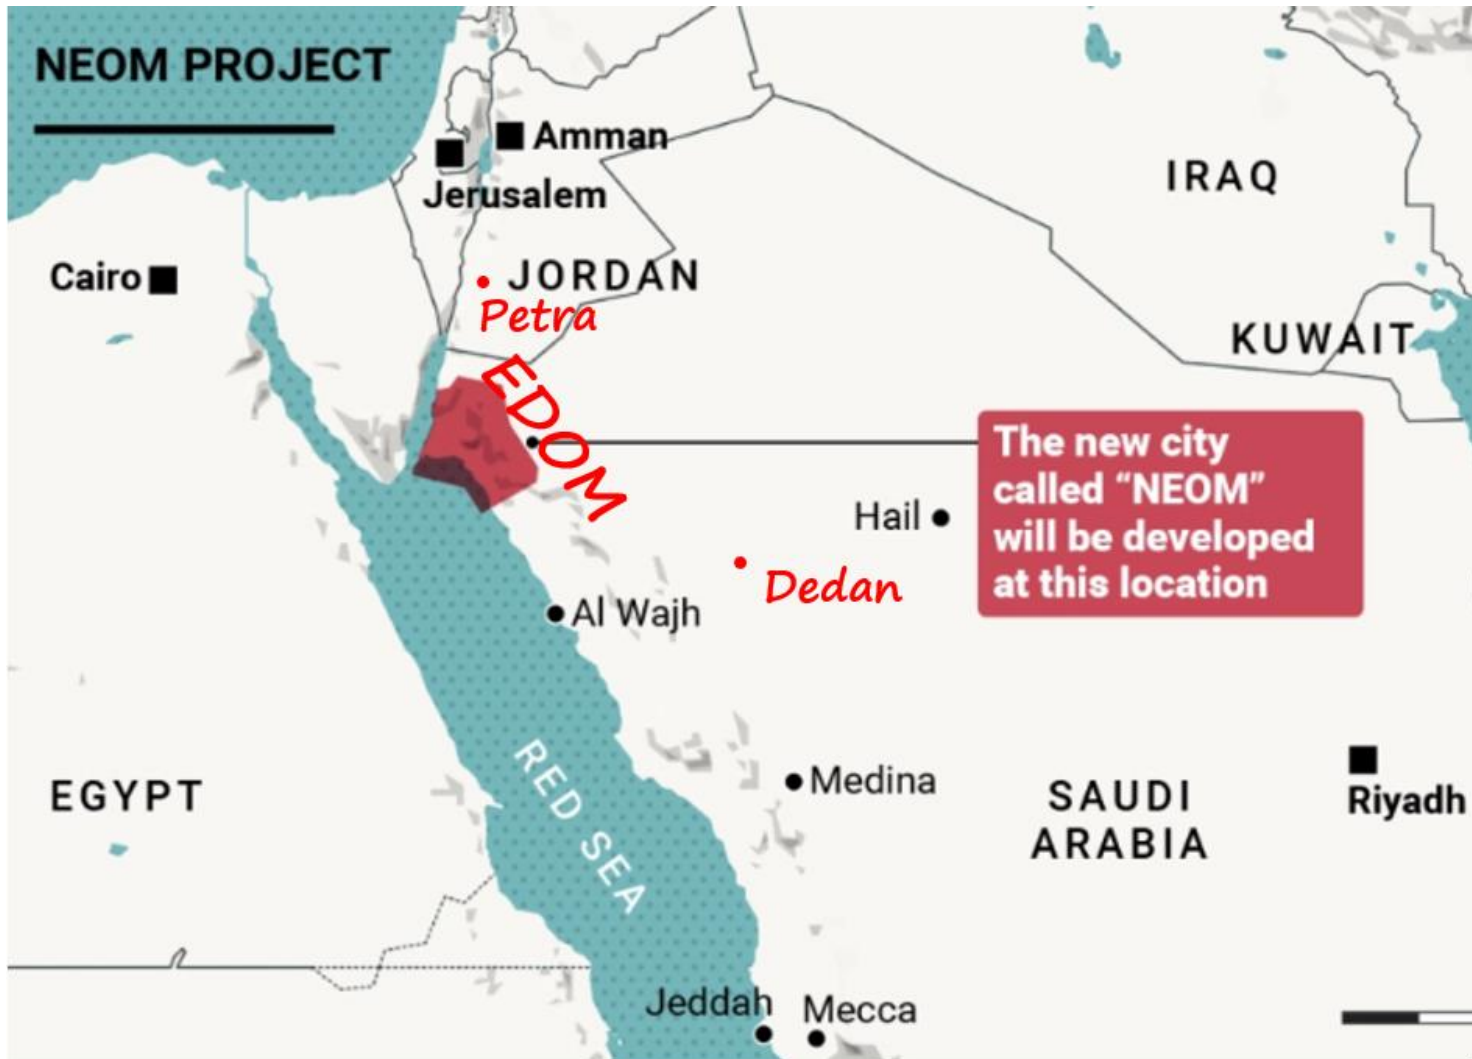 NEOM PROJECT
Amman
Jerusalem
IRAQ
Cairo
JORDAN
Petra
KUWAIT
EDOM
The new city
called “NEOM”
will be developed
at this location
Hail
Dedan
Al Wajh
RED SEA
Medina
EGYPT
SAUDI
ARABIA
Riyadh
Jeddah
Mecca